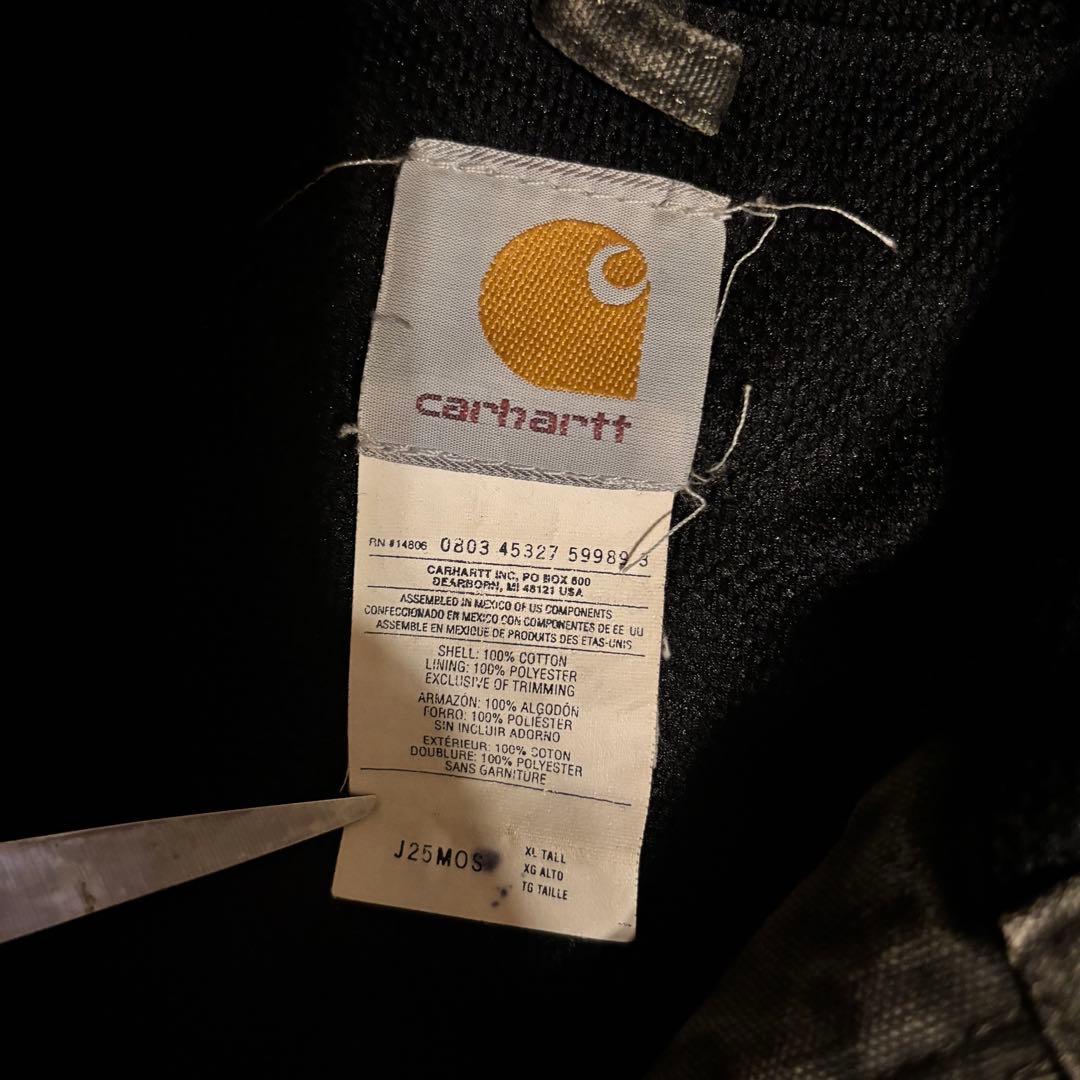 carhartt
RN #14806 0803 45327 59989 3
CARHARTT INC, PO BOX 600
DEARBORN, MI 48121 USA
ASSEMBLED IN MEXICO OF US COMPONENTS
CONFECCIONADO EN MEXICO CON COMPONENTES DE EE UU
ASSEMBLE EN MEXIQUE DE PRODUITS DES ETAS-UNIS
SHELL: 100% COTTON
LINING: 100% POLYESTER
EXCLUSIVE OF TRIMMING
ARMAZÓN: 100% ALGODÓN
FORRO: 100% POLIESTER
SIN INCLUIR ADORNO
EXTÉRIEUR: 100% COTON
DOUBLURE: 100% POLYESTER
SANS GARNITURE
J25MOS XL TALL
XG ALTO
TG TAILLE